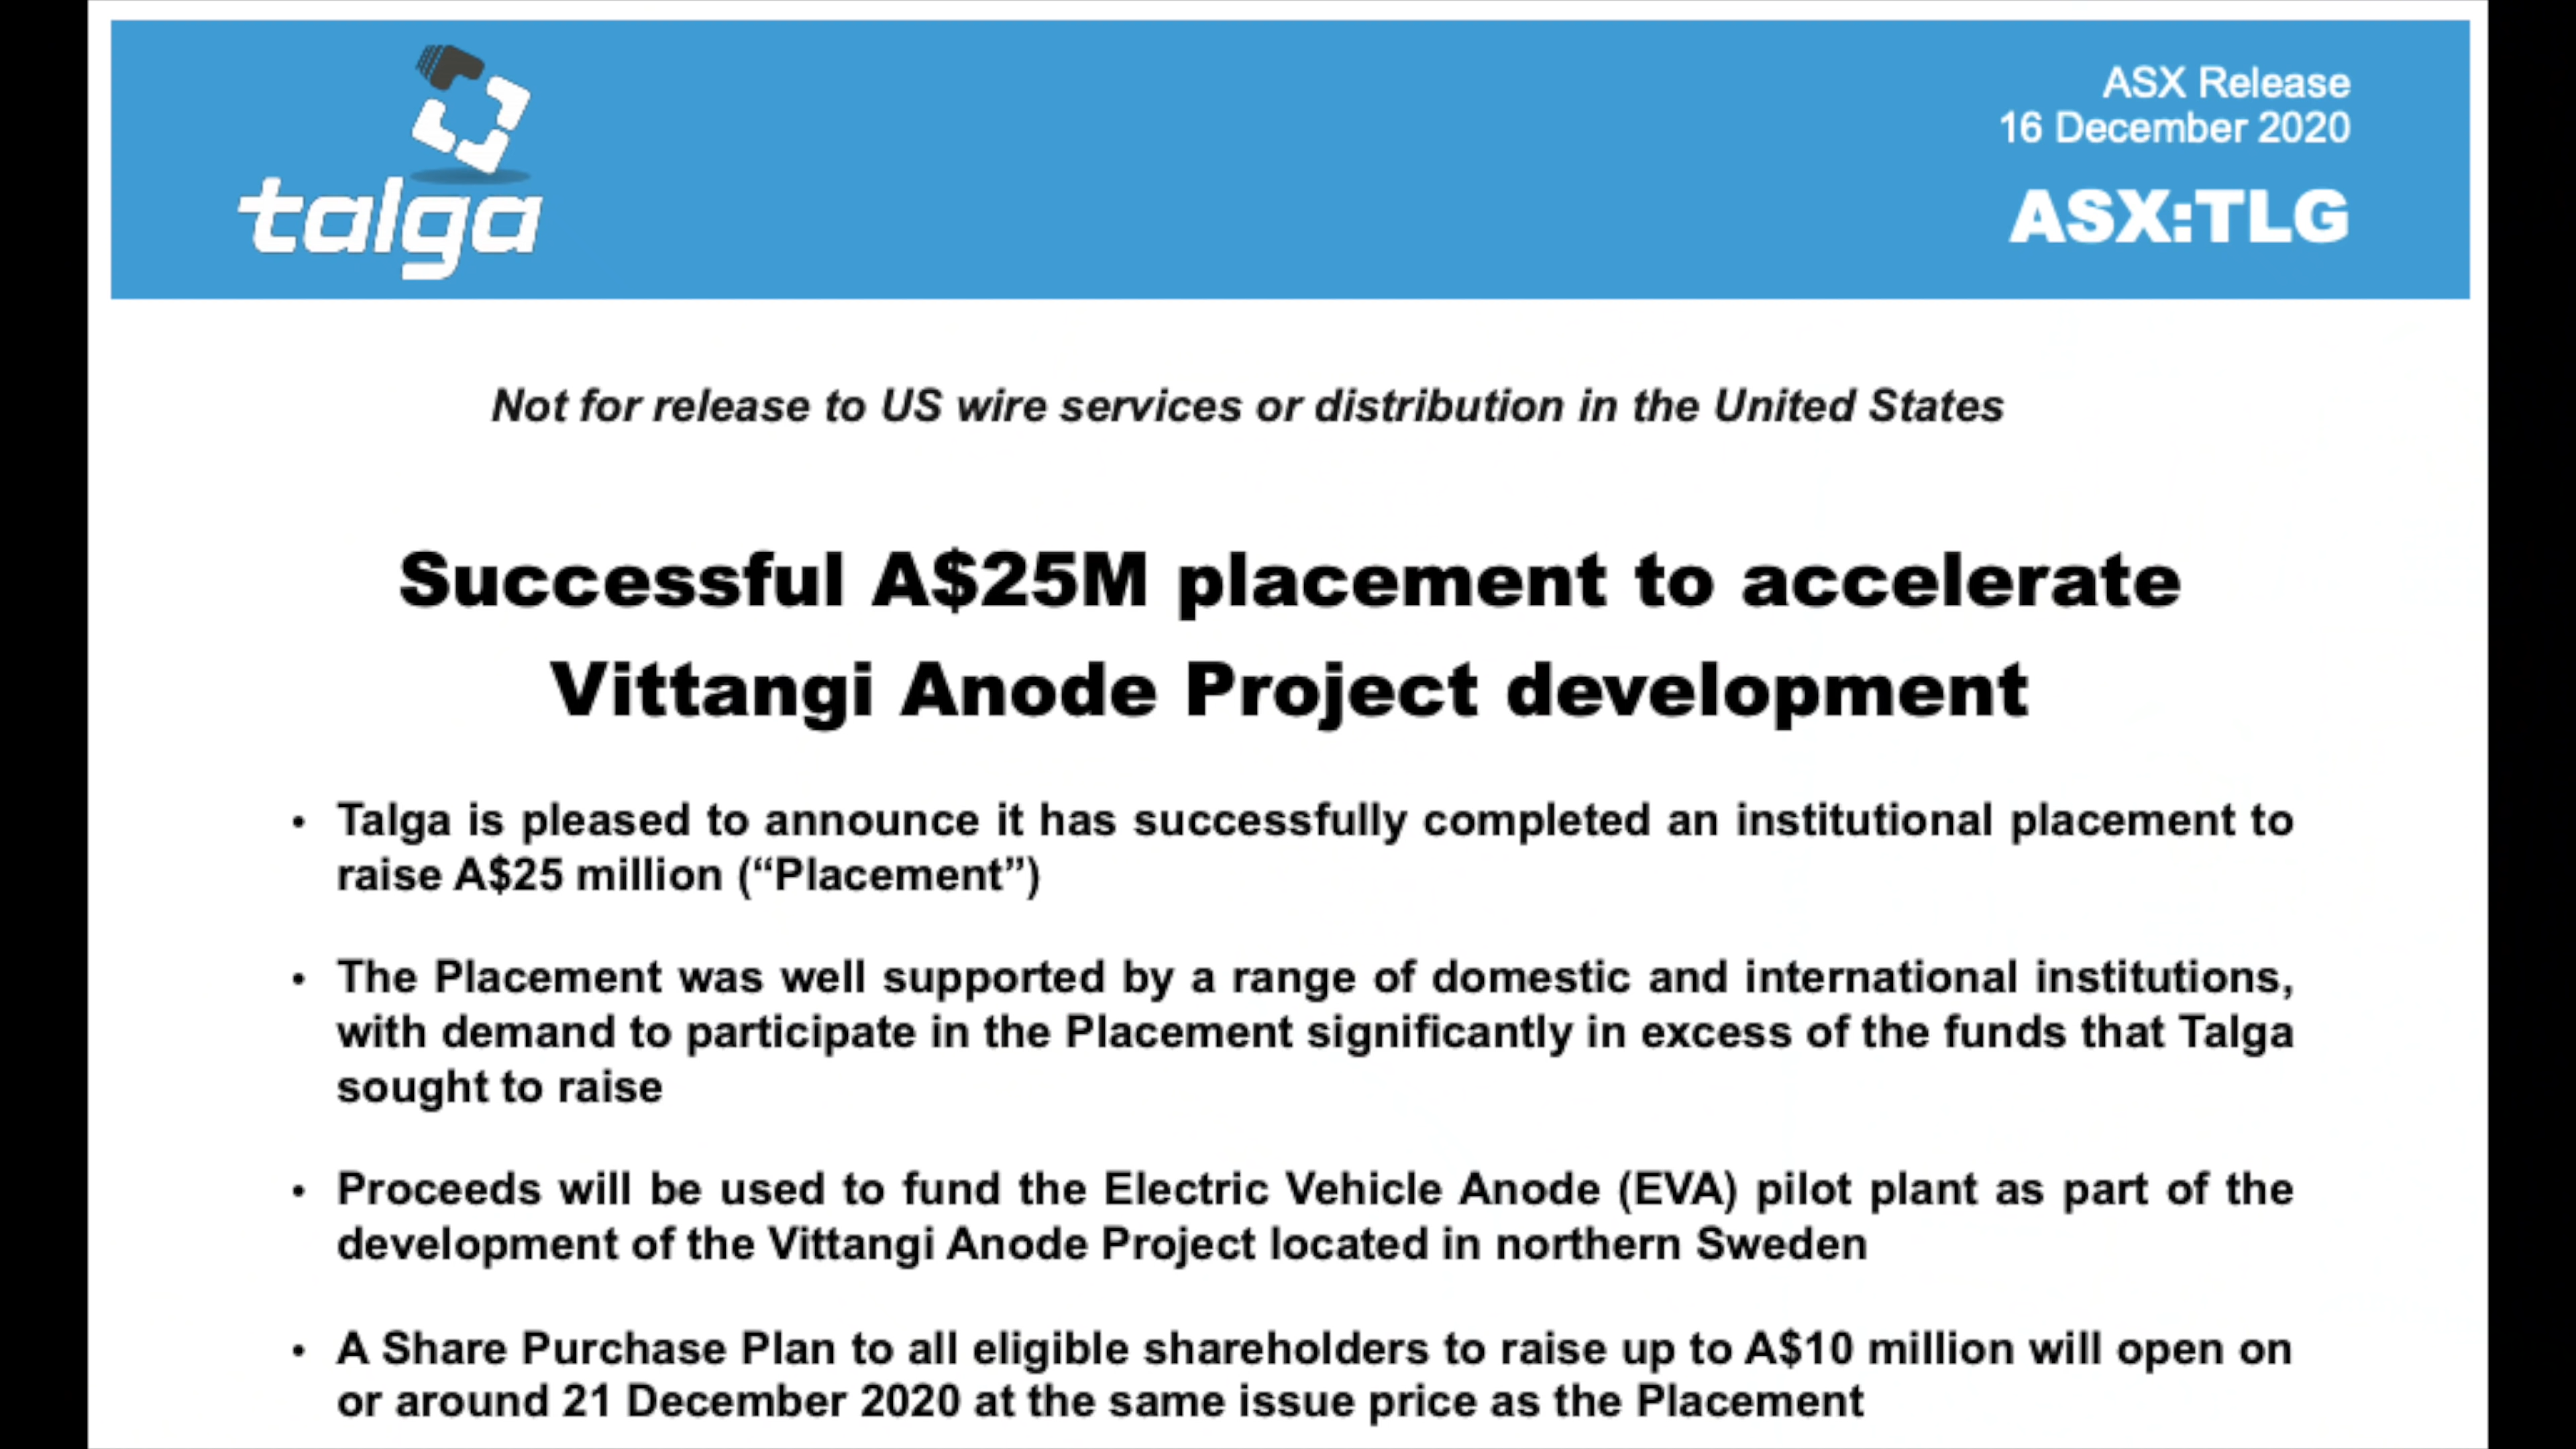 talga
ASX Release
16 December 2020
ASX:TLG
Not for release to US wire services or distribution in the United States
Successful A$25M placement to accelerate
Vittangi Anode Project development
• Talga is pleased to announce it has successfully completed an institutional placement to
raise A$25 million (“Placement”)
• The Placement was well supported by a range of domestic and international institutions,
with demand to participate in the Placement significantly in excess of the funds that Talga
sought to raise
• Proceeds will be used to fund the Electric Vehicle Anode (EVA) pilot plant as part of the
development of the Vittangi Anode Project located in northern Sweden
• A Share Purchase Plan to all eligible shareholders to raise up to A$10 million will open on
or around 21 December 2020 at the same issue price as the Placement